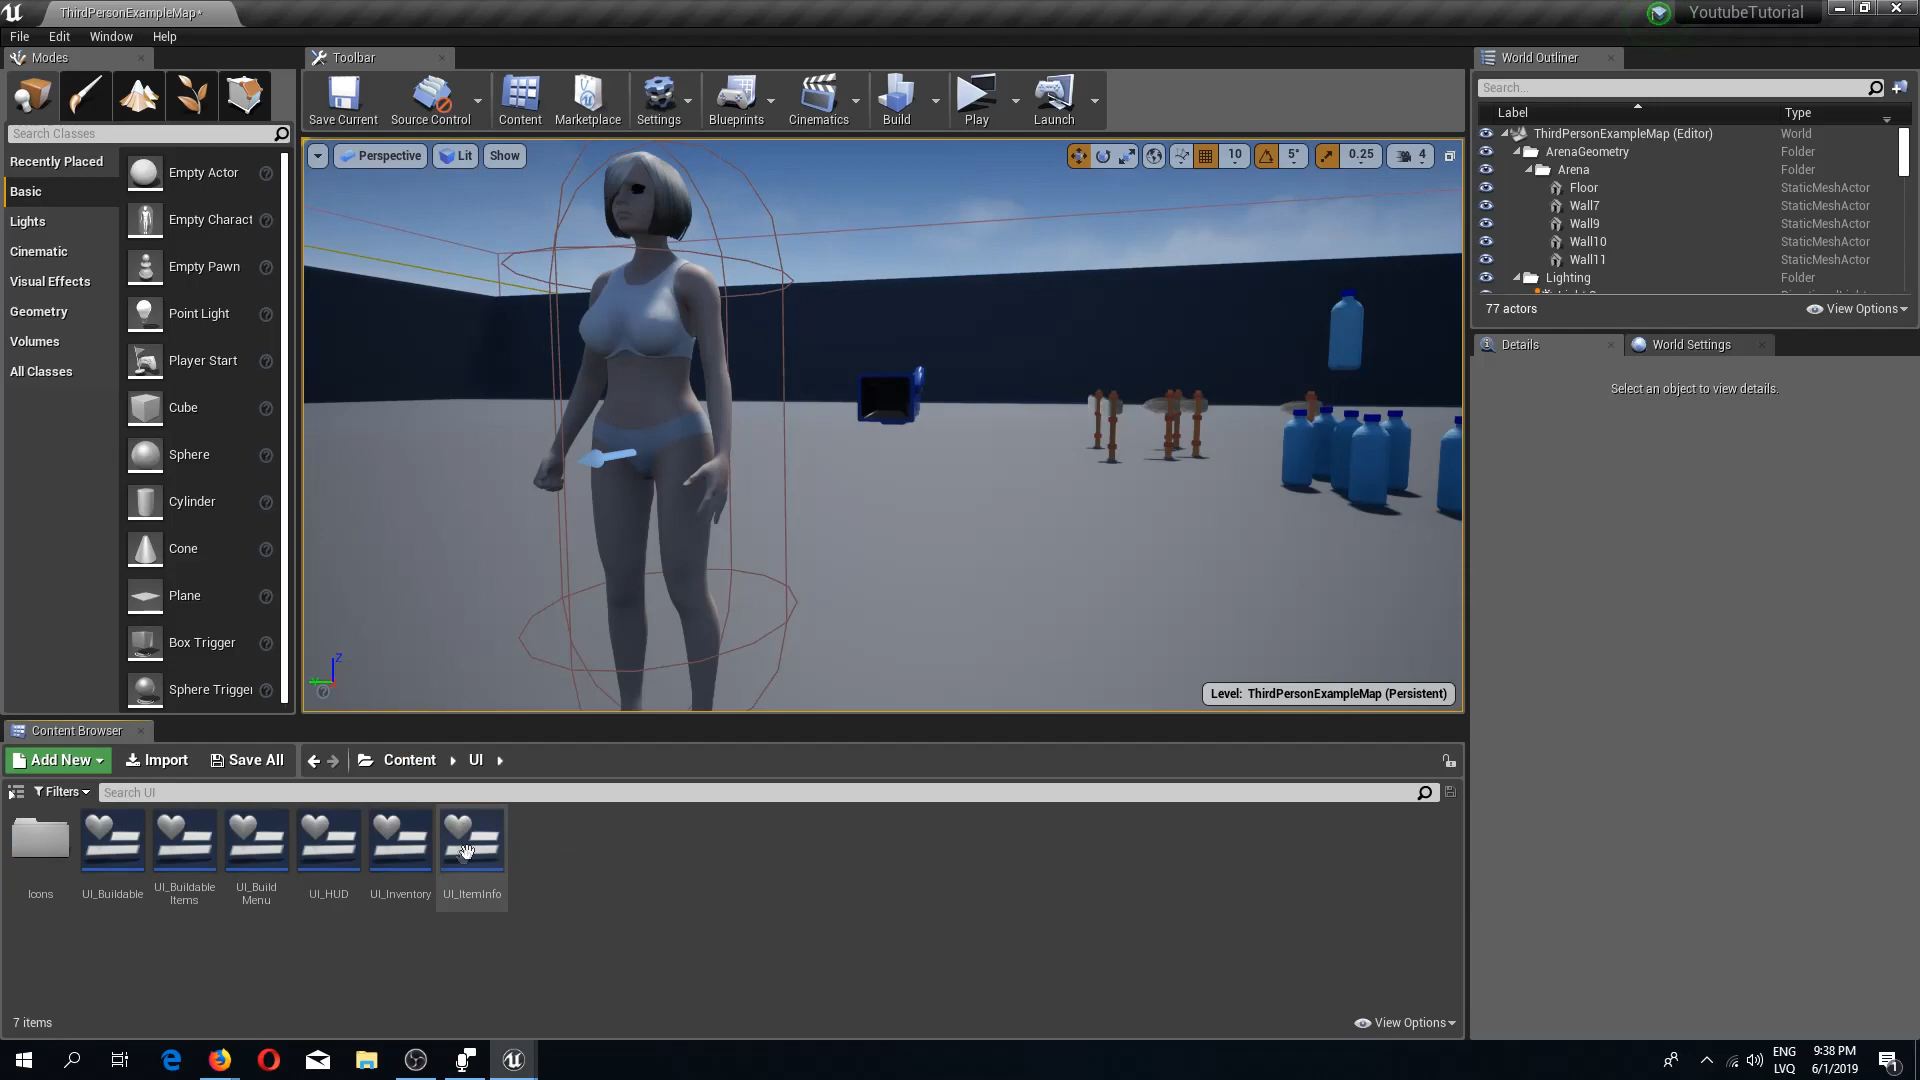 ThirdPersonExampleMap*
YoutubeTutorial
File Edit Window Help
Modes
Toolbar
World Outliner
Search Classes
Recently Placed
Basic
Lights
Cinematic
Visual Effects
Geometry
Volumes
All Classes
Empty Actor
Empty Charact
Empty Pawn
Point Light
Player Start
Cube
Sphere
Cylinder
Cone
Plane
Box Trigger
Sphere Trigger
Save Current
Source Control
Content
Marketplace
Settings
Blueprints
Cinematics
Build
Play
Launch
Perspective Lit Show
10 5° 0.25 4
Z
Level: ThirdPersonExampleMap (Persistent)
Search...
Label Type
ThirdPersonExampleMap (Editor) World
ArenaGeometry Folder
Arena Folder
Floor StaticMeshActor
Wall7 StaticMeshActor
Wall9 StaticMeshActor
Wall10 StaticMeshActor
Wall11 StaticMeshActor
Lighting Folder
77 actors
View Options
Details
World Settings
Select an object to view details.
Content Browser
Add New Import Save All Content UI
Filters Search UI
Icons
UI_Buildable
UI_Buildable
Items
UI_Build
Menu
UI_HUD
UI_Inventory
UI_ItemInfo
7 items
View Options
ENG
LVQ
9:38 PM
6/1/2019
1